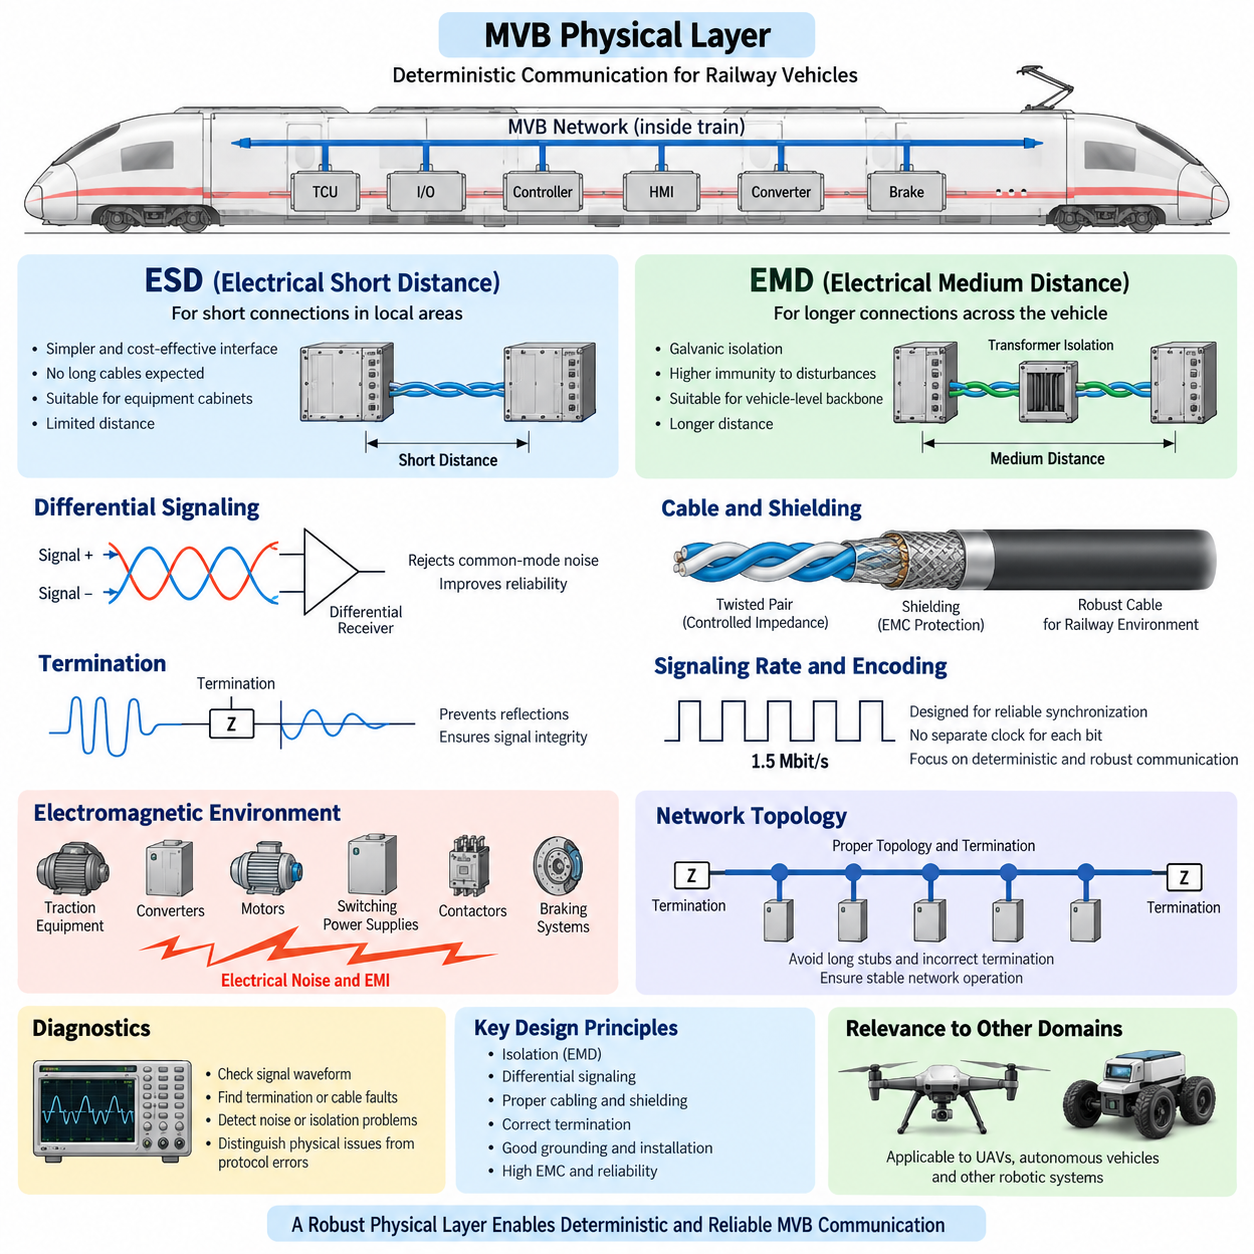 MVB Physical Layer
Deterministic Communication for Railway Vehicles
MVB Network (inside train)
TCU
I/O
Controller
HMI
Converter
Brake
ESD (Electrical Short Distance)
For short connections in local areas
• Simpler and cost-effective interface
• No long cables expected
• Suitable for equipment cabinets
• Limited distance
Short Distance
EMD (Electrical Medium Distance)
For longer connections across the vehicle
• Galvanic isolation
• Higher immunity to disturbances
• Suitable for vehicle-level backbone
• Longer distance
Transformer Isolation
Medium Distance
Differential Signaling
Signal +
Signal –
Differential
Receiver
Rejects common-mode noise
Improves reliability
Cable and Shielding
Twisted Pair
(Controlled Impedance)
Shielding
(EMC Protection)
Robust Cable
for Railway Environment
Termination
Termination
Z
Prevents reflections
Ensures signal integrity
Signaling Rate and Encoding
1.5 Mbit/s
Designed for reliable synchronization
No separate clock for each bit
Focus on deterministic and robust communication
Electromagnetic Environment
Traction
Equipment
Converters
Motors
Switching
Power Supplies
Contactors
Braking
Systems
Electrical Noise and EMI
Network Topology
Proper Topology and Termination
Z
Termination
Z
Termination
Avoid long stubs and incorrect termination
Ensure stable network operation
Diagnostics
• Check signal waveform
• Find termination or cable faults
• Detect noise or isolation problems
• Distinguish physical issues from
protocol errors
Key Design Principles
• Isolation (EMD)
• Differential signaling
• Proper cabling and shielding
• Correct termination
• Good grounding and installation
• High EMC and reliability
Relevance to Other Domains
Applicable to UAVs, autonomous vehicles
and other robotic systems
A Robust Physical Layer Enables Deterministic and Reliable MVB Communication